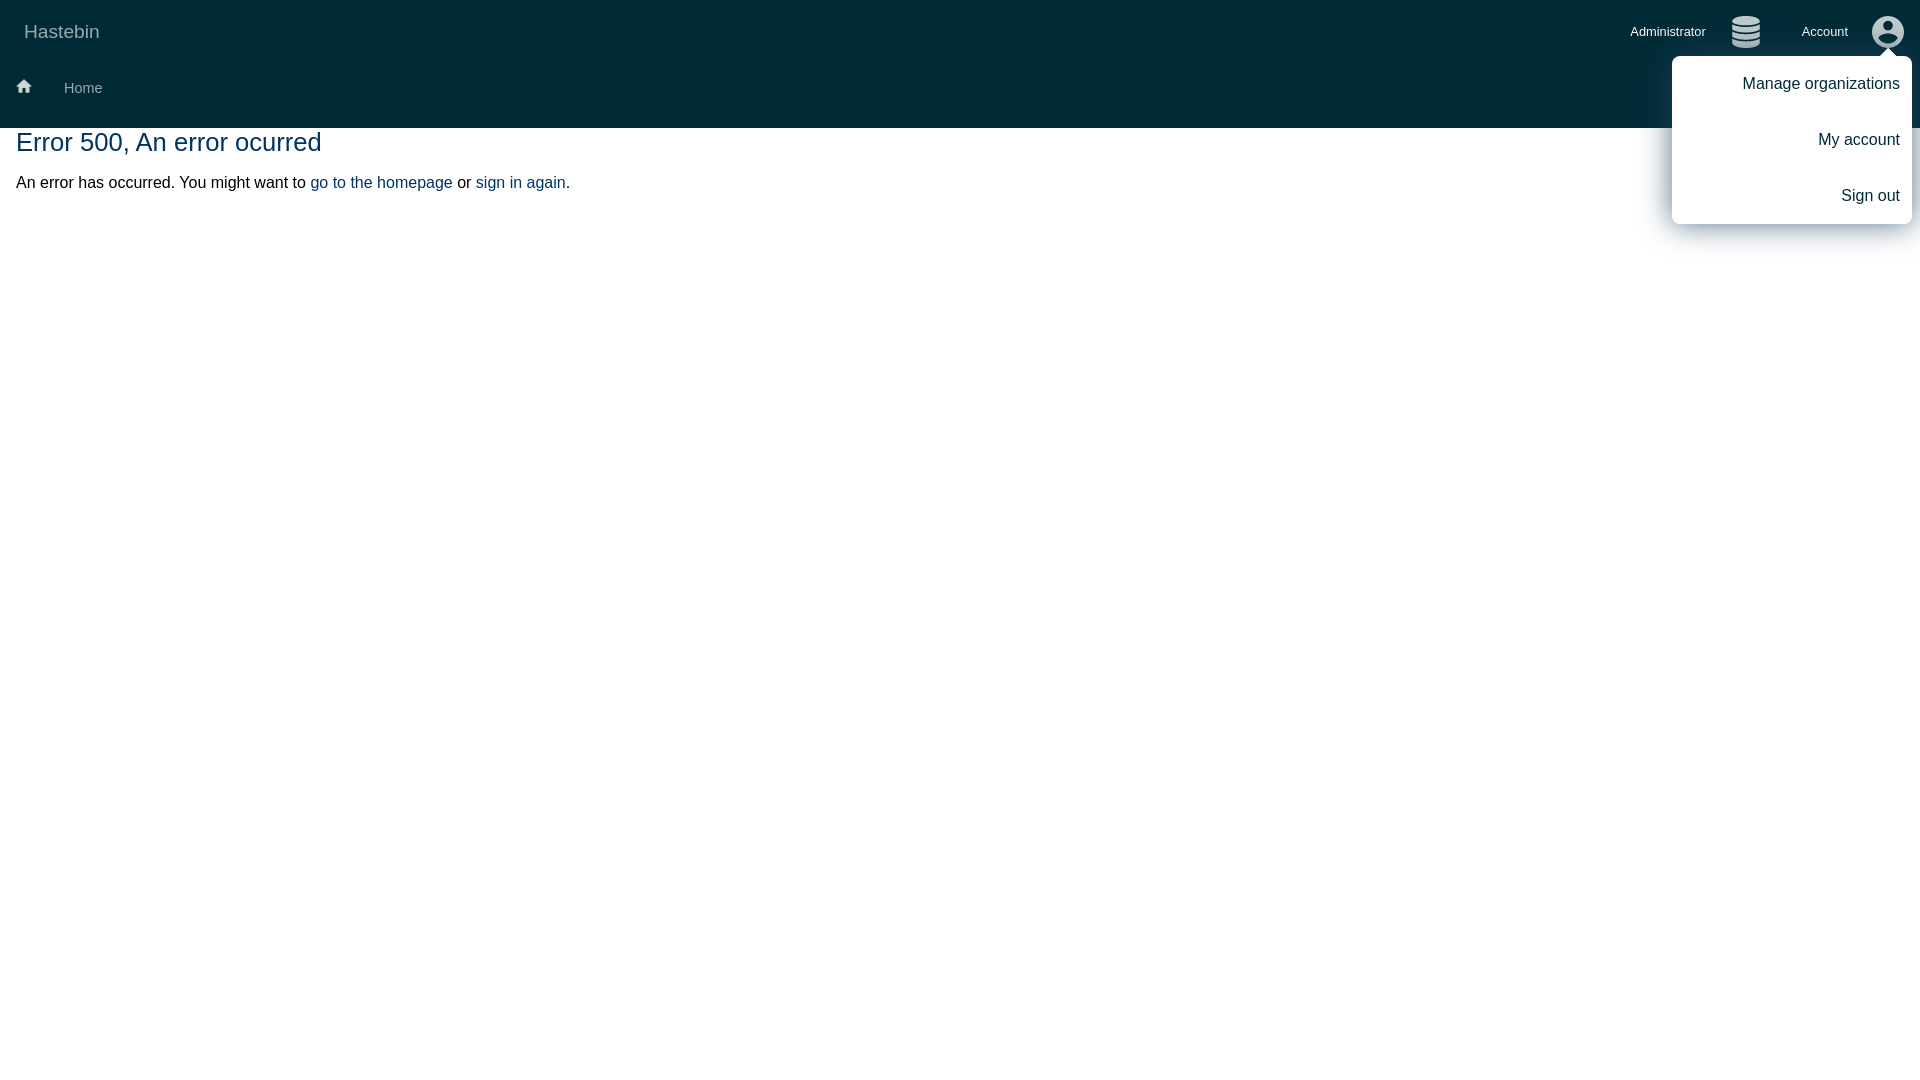 Hastebin
Administrator
Account
Home
Manage organizations
My account
Sign out
Error 500, An error ocurred
An error has occurred. You might want to go to the homepage or sign in again.